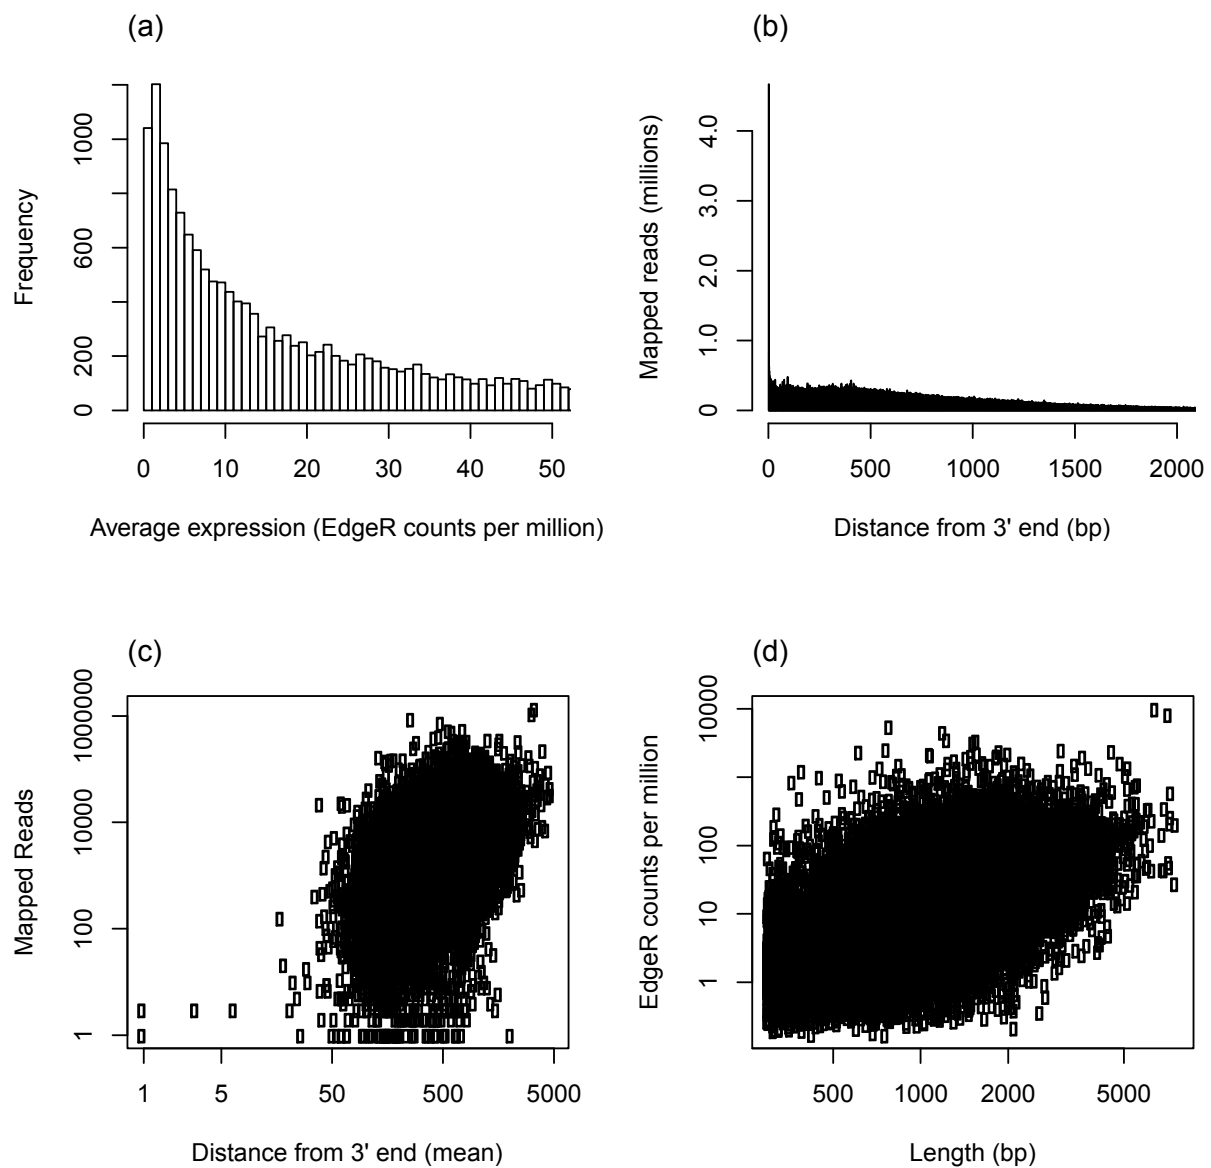 (a)
Frequency
1000
600
200
0
0 10 20 30 40 50
Average expression (EdgeR counts per million)
(b)
Mapped reads (millions)
4.0
3.0
2.0
1.0
0
0 500 1000 1500 2000
Distance from 3' end (bp)
(c)
Mapped Reads
1000000
10000
100
1
1 5 50 500 5000
Distance from 3' end (mean)
(d)
EdgeR counts per million
10000
100
10
1
500 1000 2000 5000
Length (bp)